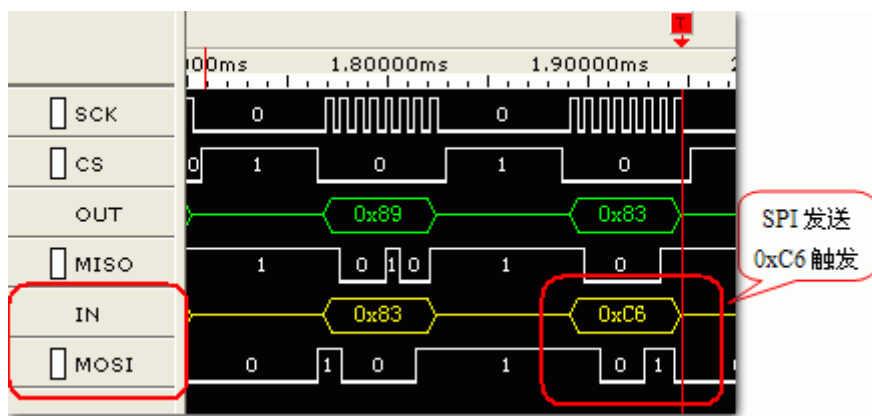 T
00ms 1.80000ms 1.90000ms 2
SCK 0 0
CS 0 1 0 1 0
OUT 0x89 0x83
MISO 1 0 1 0 1 0
IN 0x83 0xC6
MOSI 0 1 0 1 0 1
SPI 发送
0xC6 触发